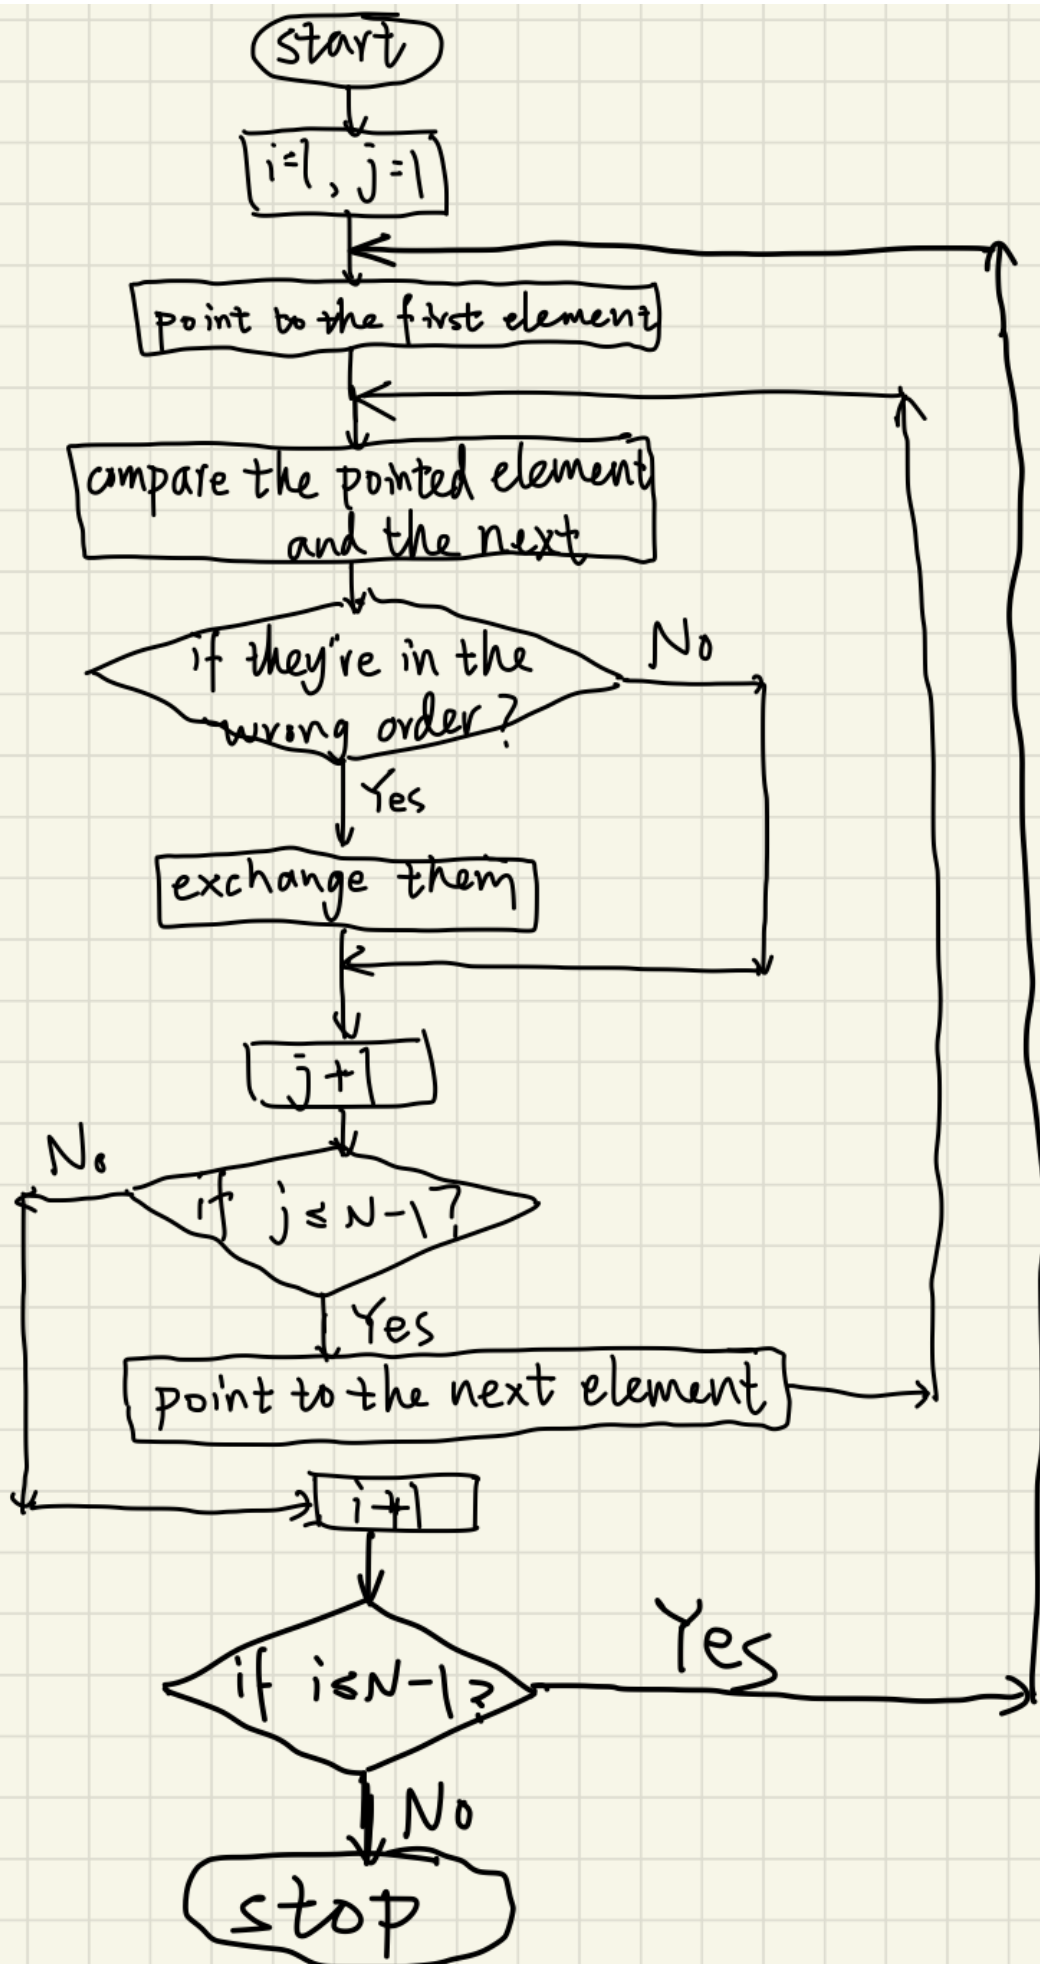 start
i=1, j=1
point to the first element
compare the pointed element
and the next
if they're in the
wrong order?
No
Yes
exchange them
j+1
No
if j≤N-1?
Yes
point to the next element
i+1
if i≤N-1?
Yes
No
stop